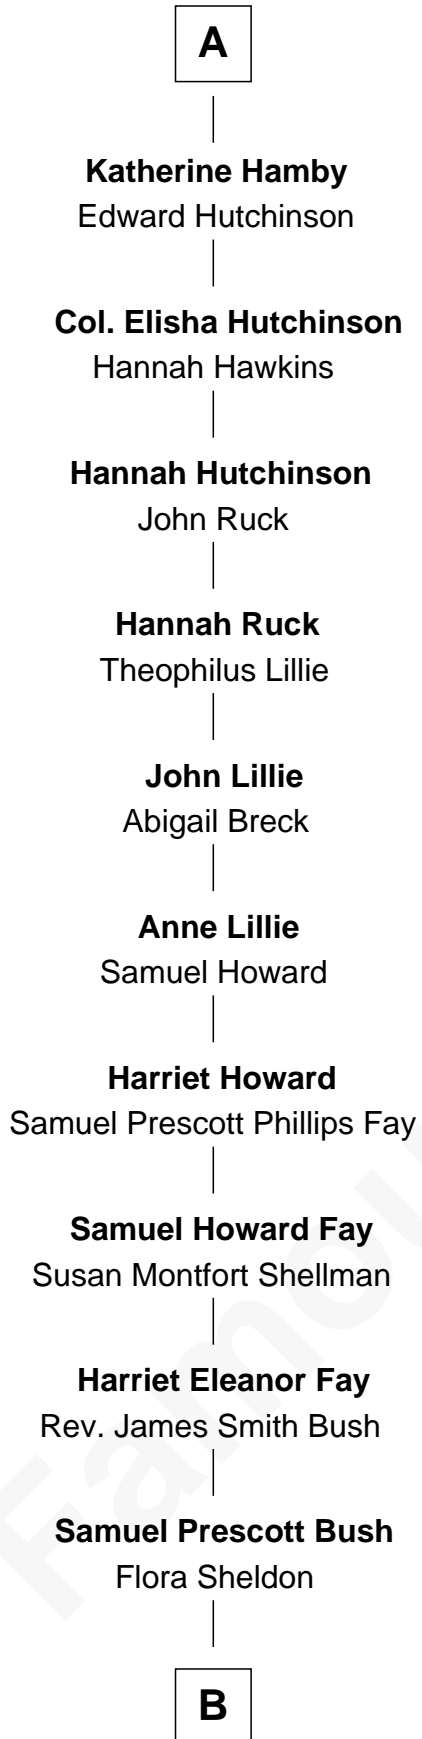 A
Katherine Hamby
Edward Hutchinson
Col. Elisha Hutchinson
Hannah Hawkins
Hannah Hutchinson
John Ruck
Hannah Ruck
Theophilus Lillie
John Lillie
Abigail Breck
Anne Lillie
Samuel Howard
Harriet Howard
Samuel Prescott Phillips Fay
Samuel Howard Fay
Susan Montfort Shellman
Harriet Eleanor Fay
Rev. James Smith Bush
Samuel Prescott Bush
Flora Sheldon
B